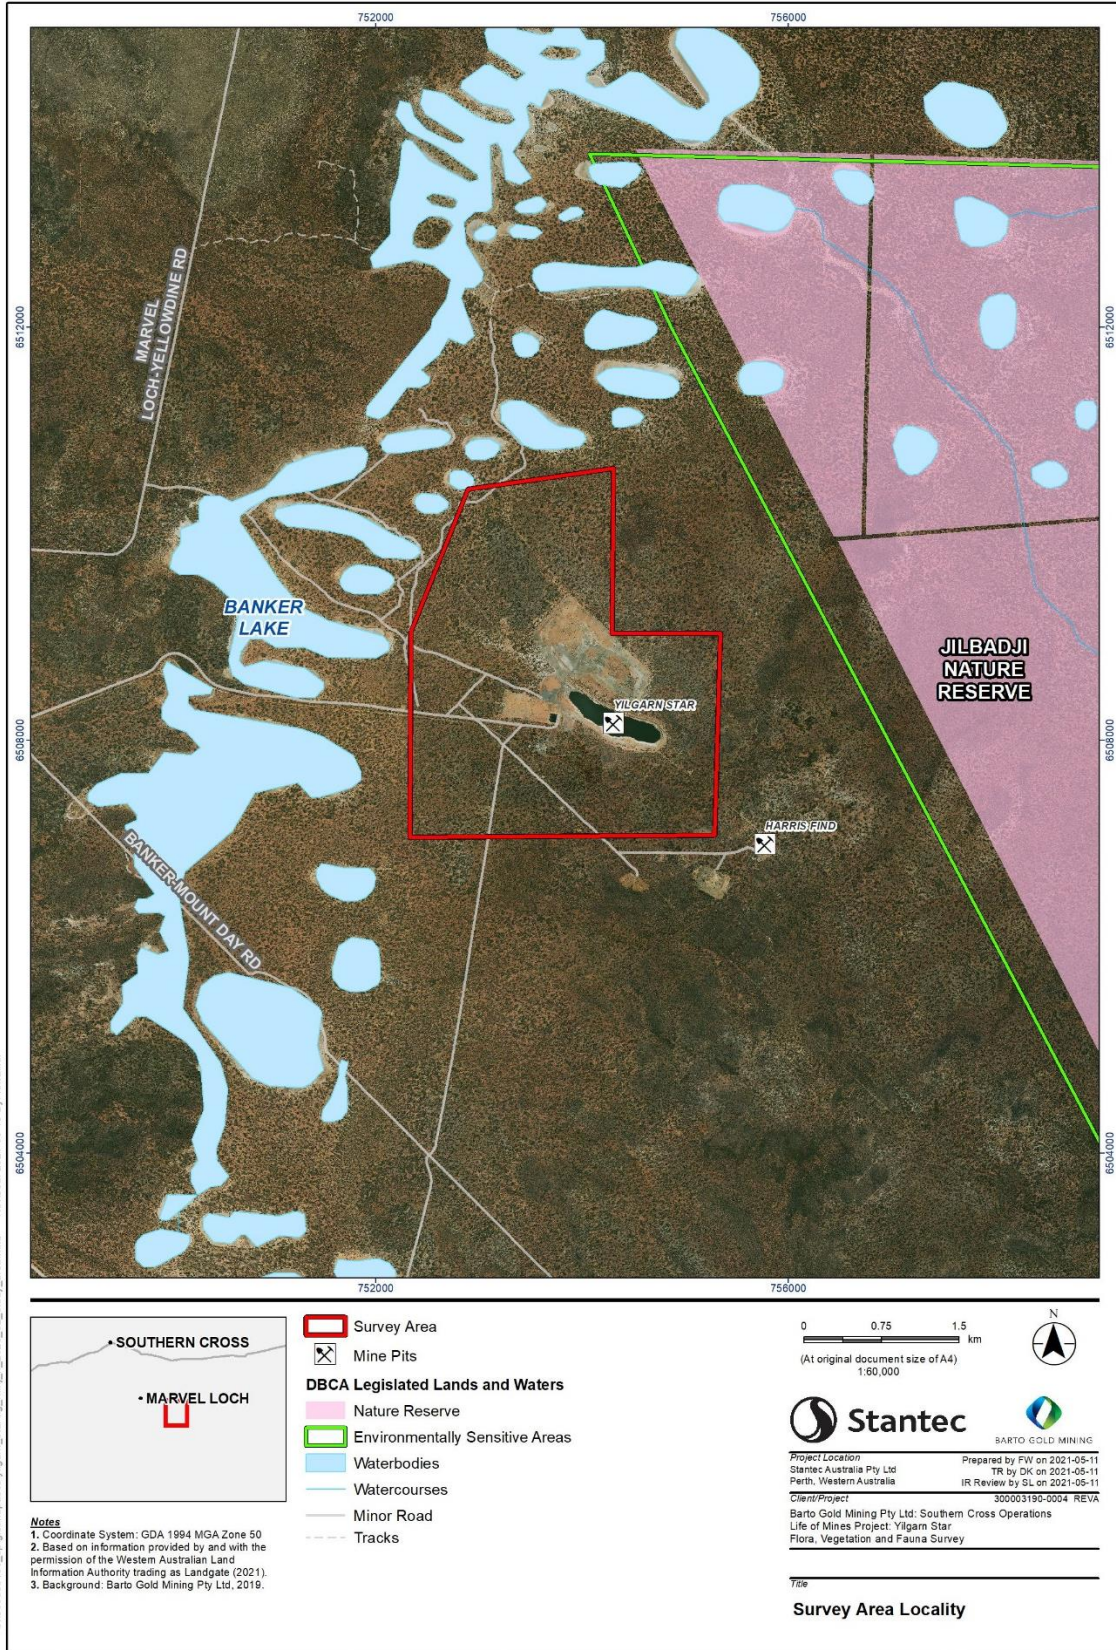 752000
756000
MARVEL
LOCH-YELLOWDINE RD
6512000
6512000
BANKER
LAKE
JILBADJI
NATURE
RESERVE
YILGARN STAR
6508000
6508000
HARRIS FIND
BANKER-MOUNT DAY RD
6504000
6504000
752000
756000
SOUTHERN CROSS
MARVEL LOCH
Notes
1. Coordinate System: GDA 1994 MGA Zone 50
2. Based on information provided by and with the
permission of the Western Australian Land
Information Authority trading as Landgate (2021).
3. Background: Barto Gold Mining Pty Ltd, 2019.
Survey Area
Mine Pits
DBCA Legislated Lands and Waters
Nature Reserve
Environmentally Sensitive Areas
Waterbodies
Watercourses
Minor Road
Tracks
0 0.75 1.5
km
(At original document size of A4)
1:60,000
N
Stantec
BARTO GOLD MINING
Project Location
Stantec Australia Pty Ltd
Perth, Western Australia
Prepared by FW on 2021-05-11
TR by DK on 2021-05-11
IR Review by SL on 2021-05-11
Client/Project 300003190-0004 REVA
Barto Gold Mining Pty Ltd: Southern Cross Operations
Life of Mines Project: Yilgarn Star
Flora, Vegetation and Fauna Survey
Title
Survey Area Locality